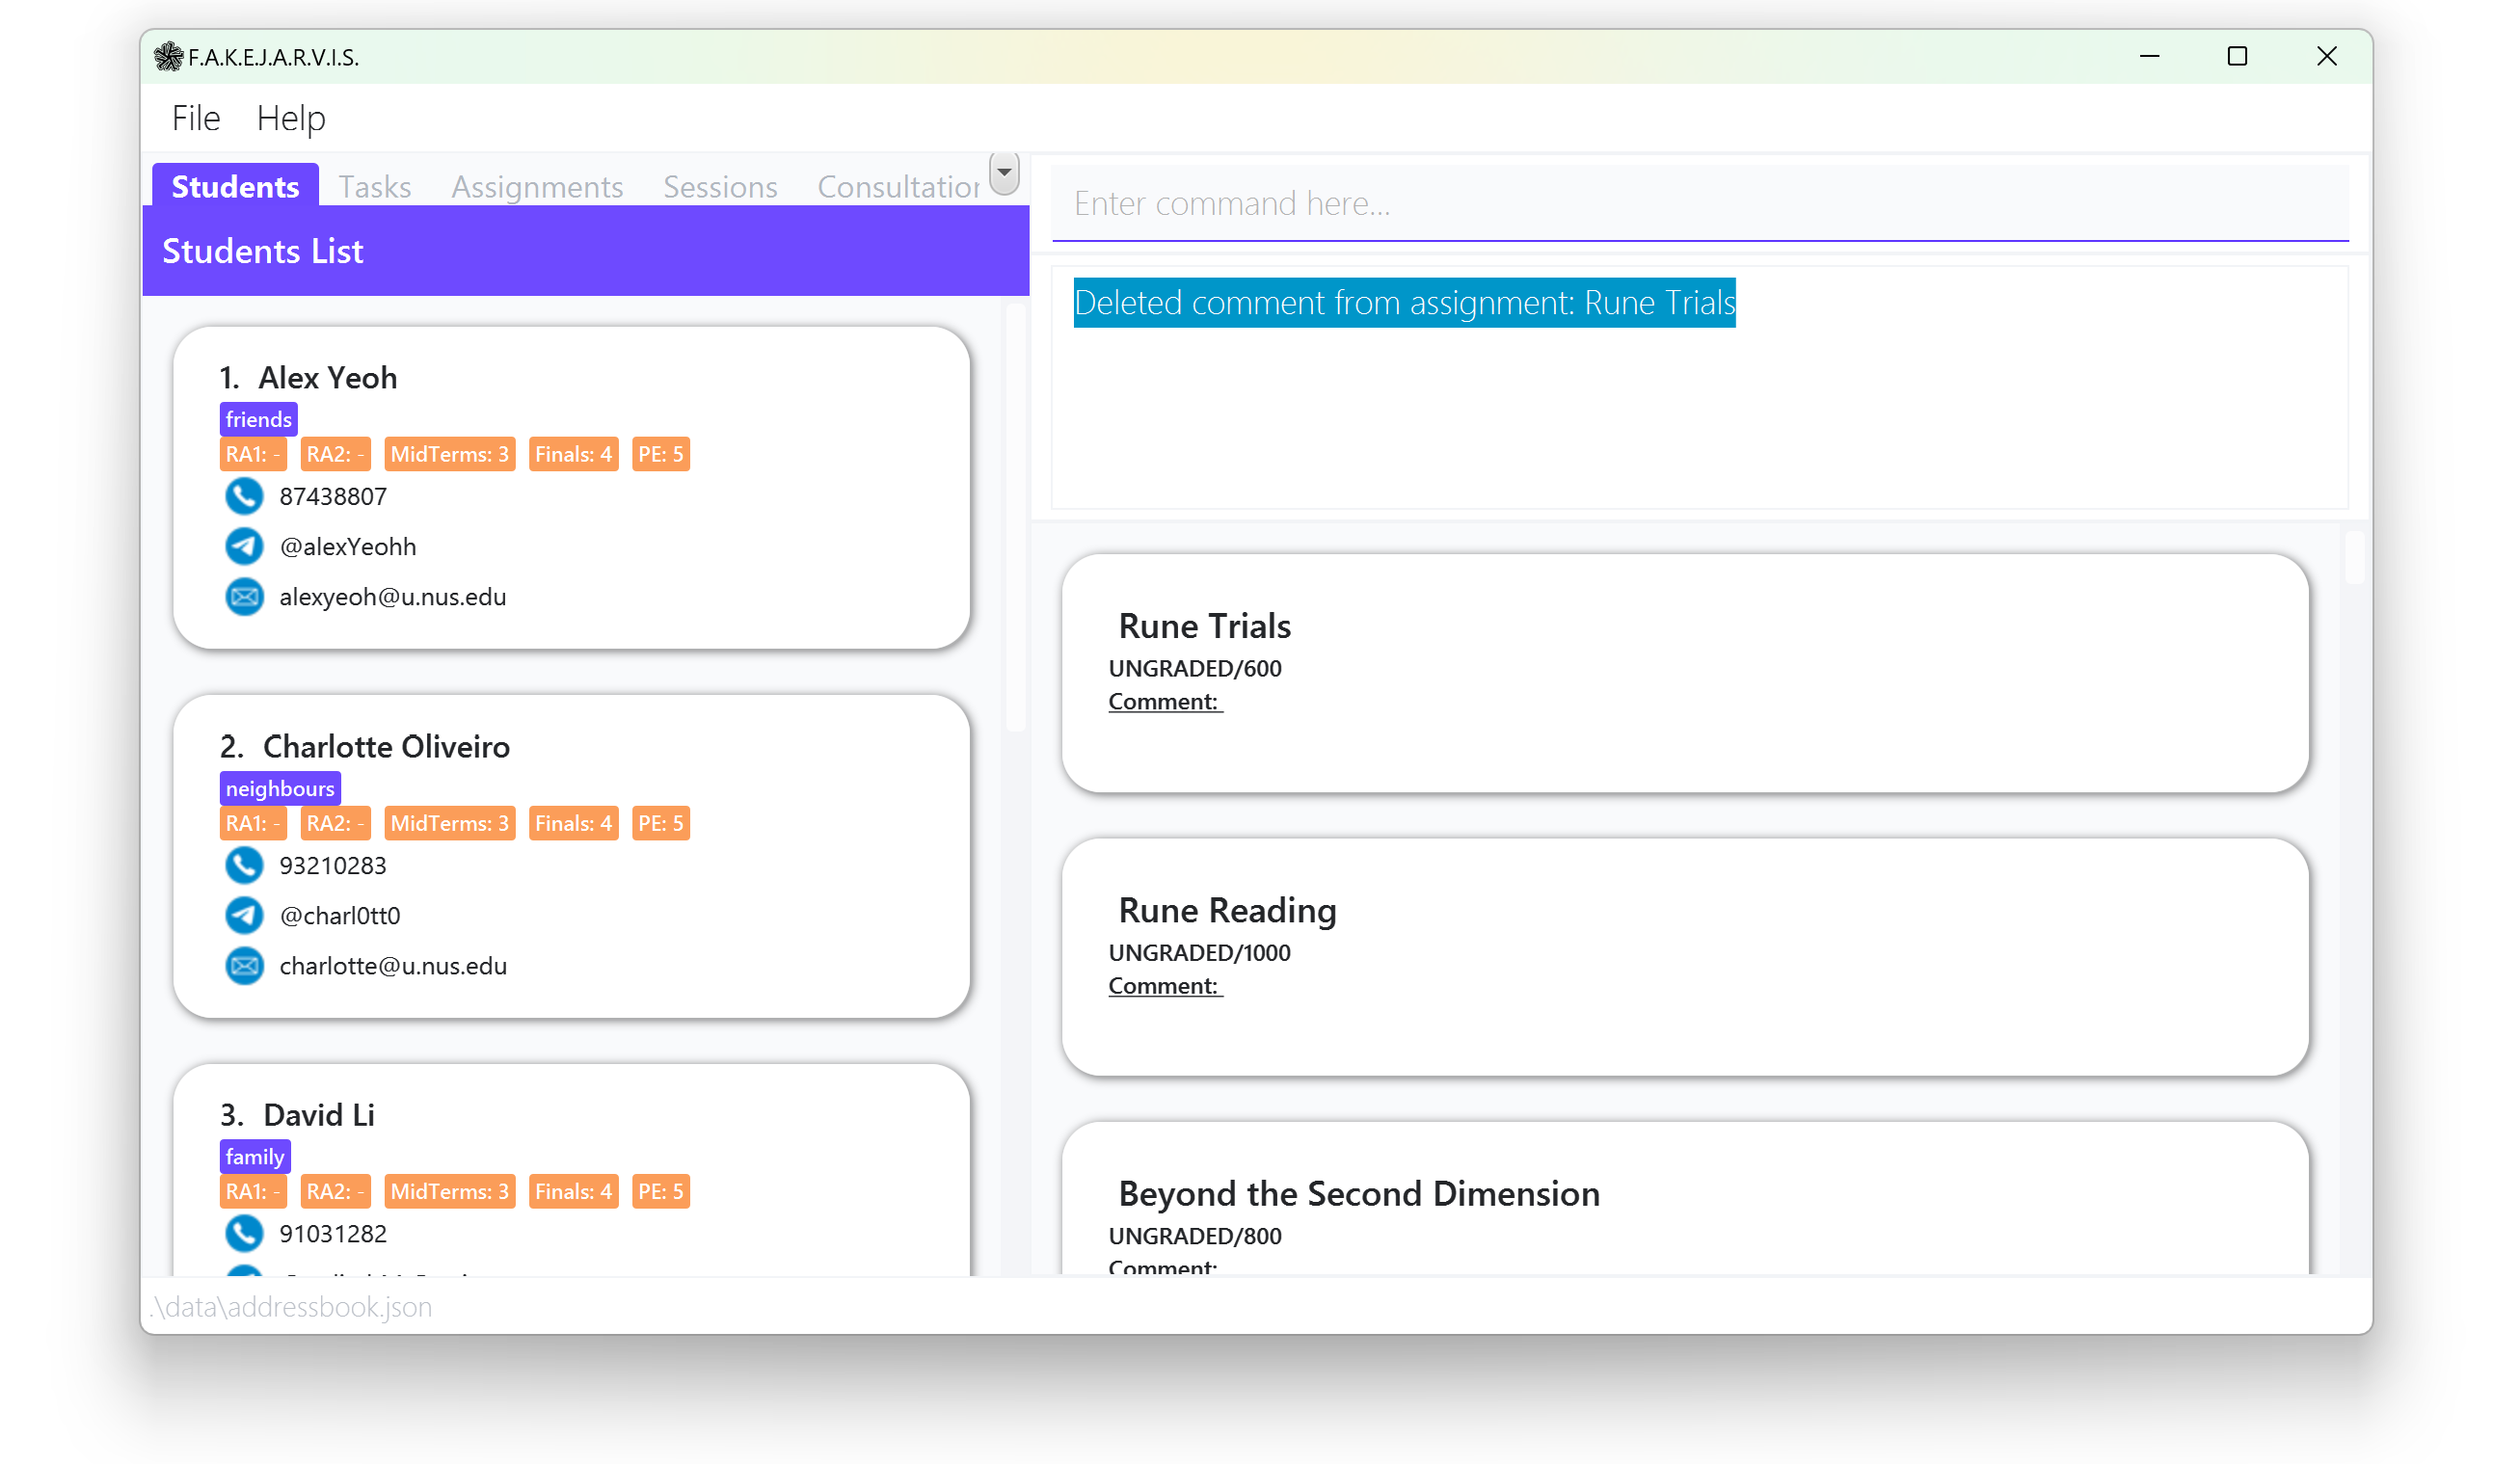 F.A.K.E.J.A.R.V.I.S.
File Help
Students Tasks Assignments Sessions Consultation
Students List
1. Alex Yeoh
friends
RA1: - RA2: - MidTerms: 3 Finals: 4 PE: 5
87438807
@alexYeohh
alexyeoh@u.nus.edu
2. Charlotte Oliveiro
neighbours
RA1: - RA2: - MidTerms: 3 Finals: 4 PE: 5
93210283
@charl0tt0
charlotte@u.nus.edu
3. David Li
family
RA1: - RA2: - MidTerms: 3 Finals: 4 PE: 5
91031282
Enter command here...
Deleted comment from assignment: Rune Trials
Rune Trials
UNGRADED/600
Comment:
Rune Reading
UNGRADED/1000
Comment:
Beyond the Second Dimension
UNGRADED/800
Comment:
.\data\addressbook.json